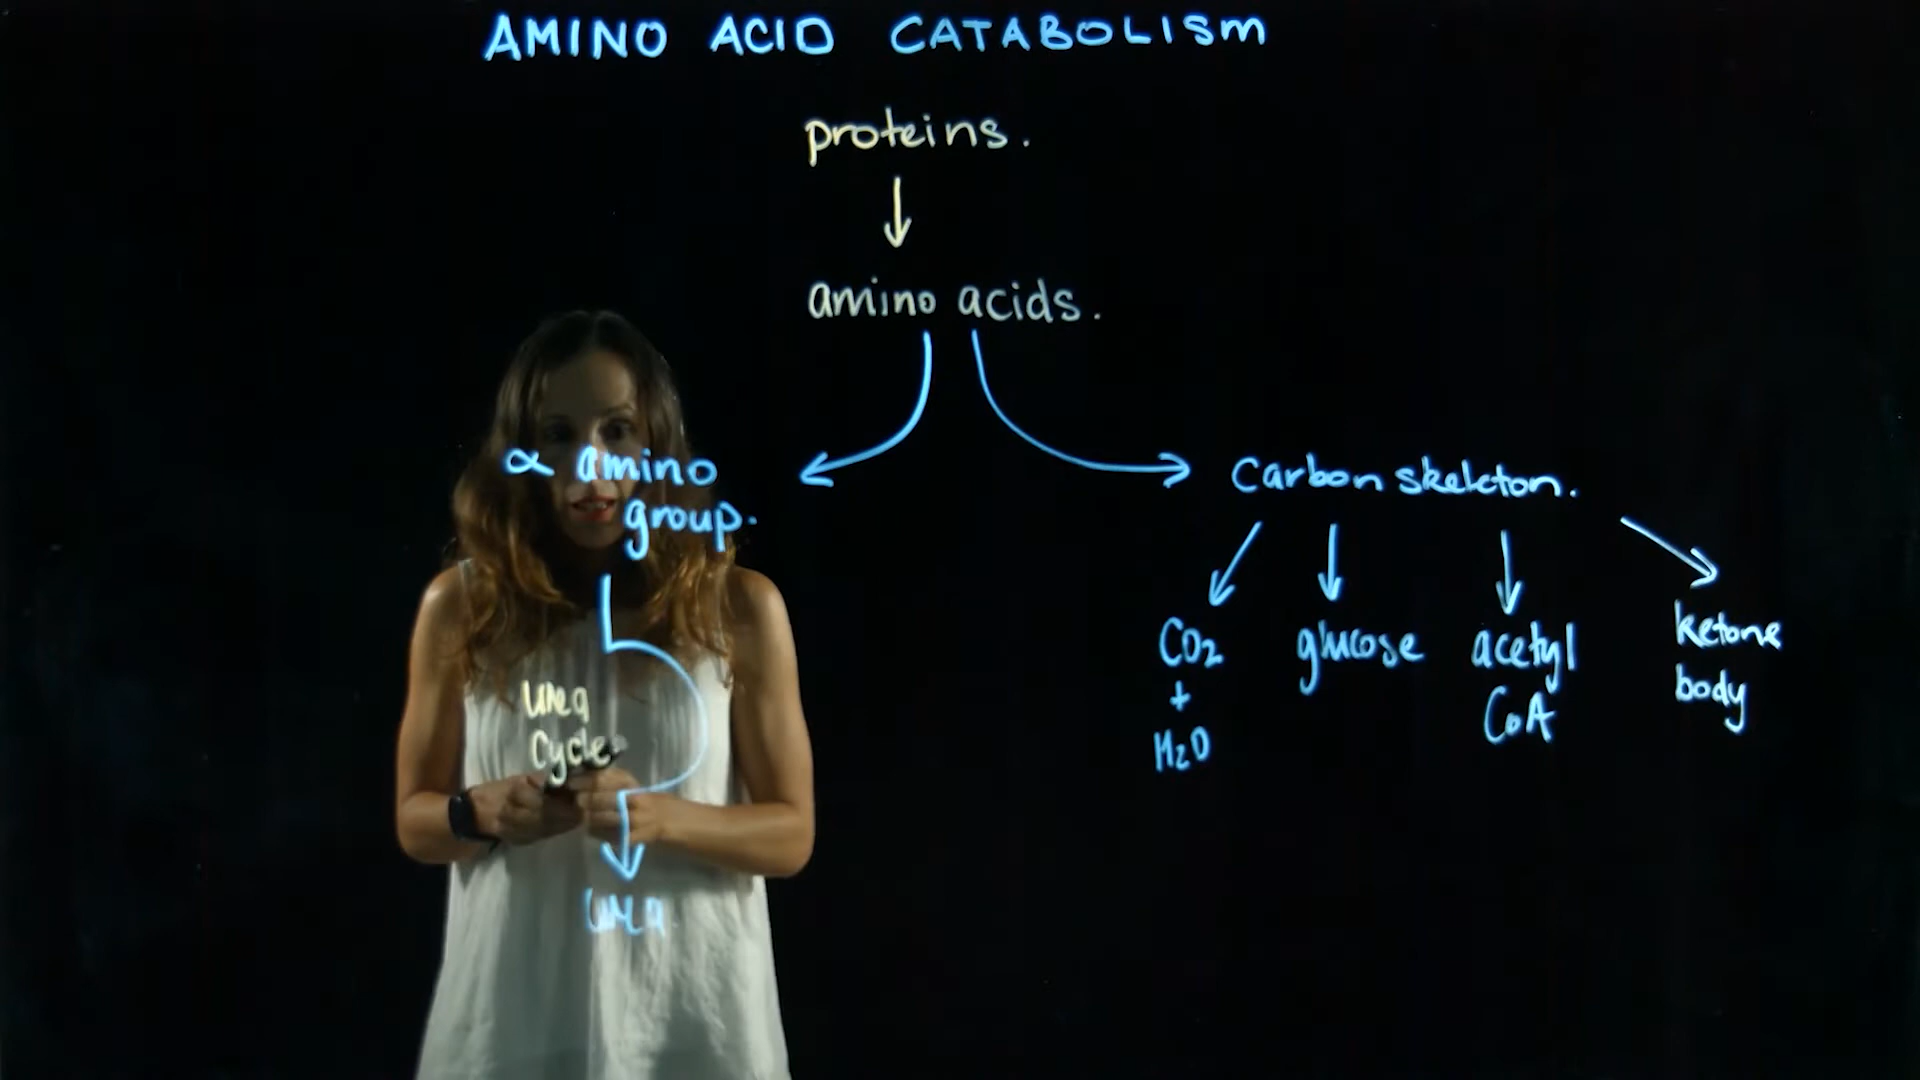 AMINO ACID CATABOLISM
proteins.
amino acids.
∝ amino
group.
Urea
Cycle
urea
Carbon skeleton.
CO₂
+
H₂O
glucose
acetyl
CoA
ketone
body